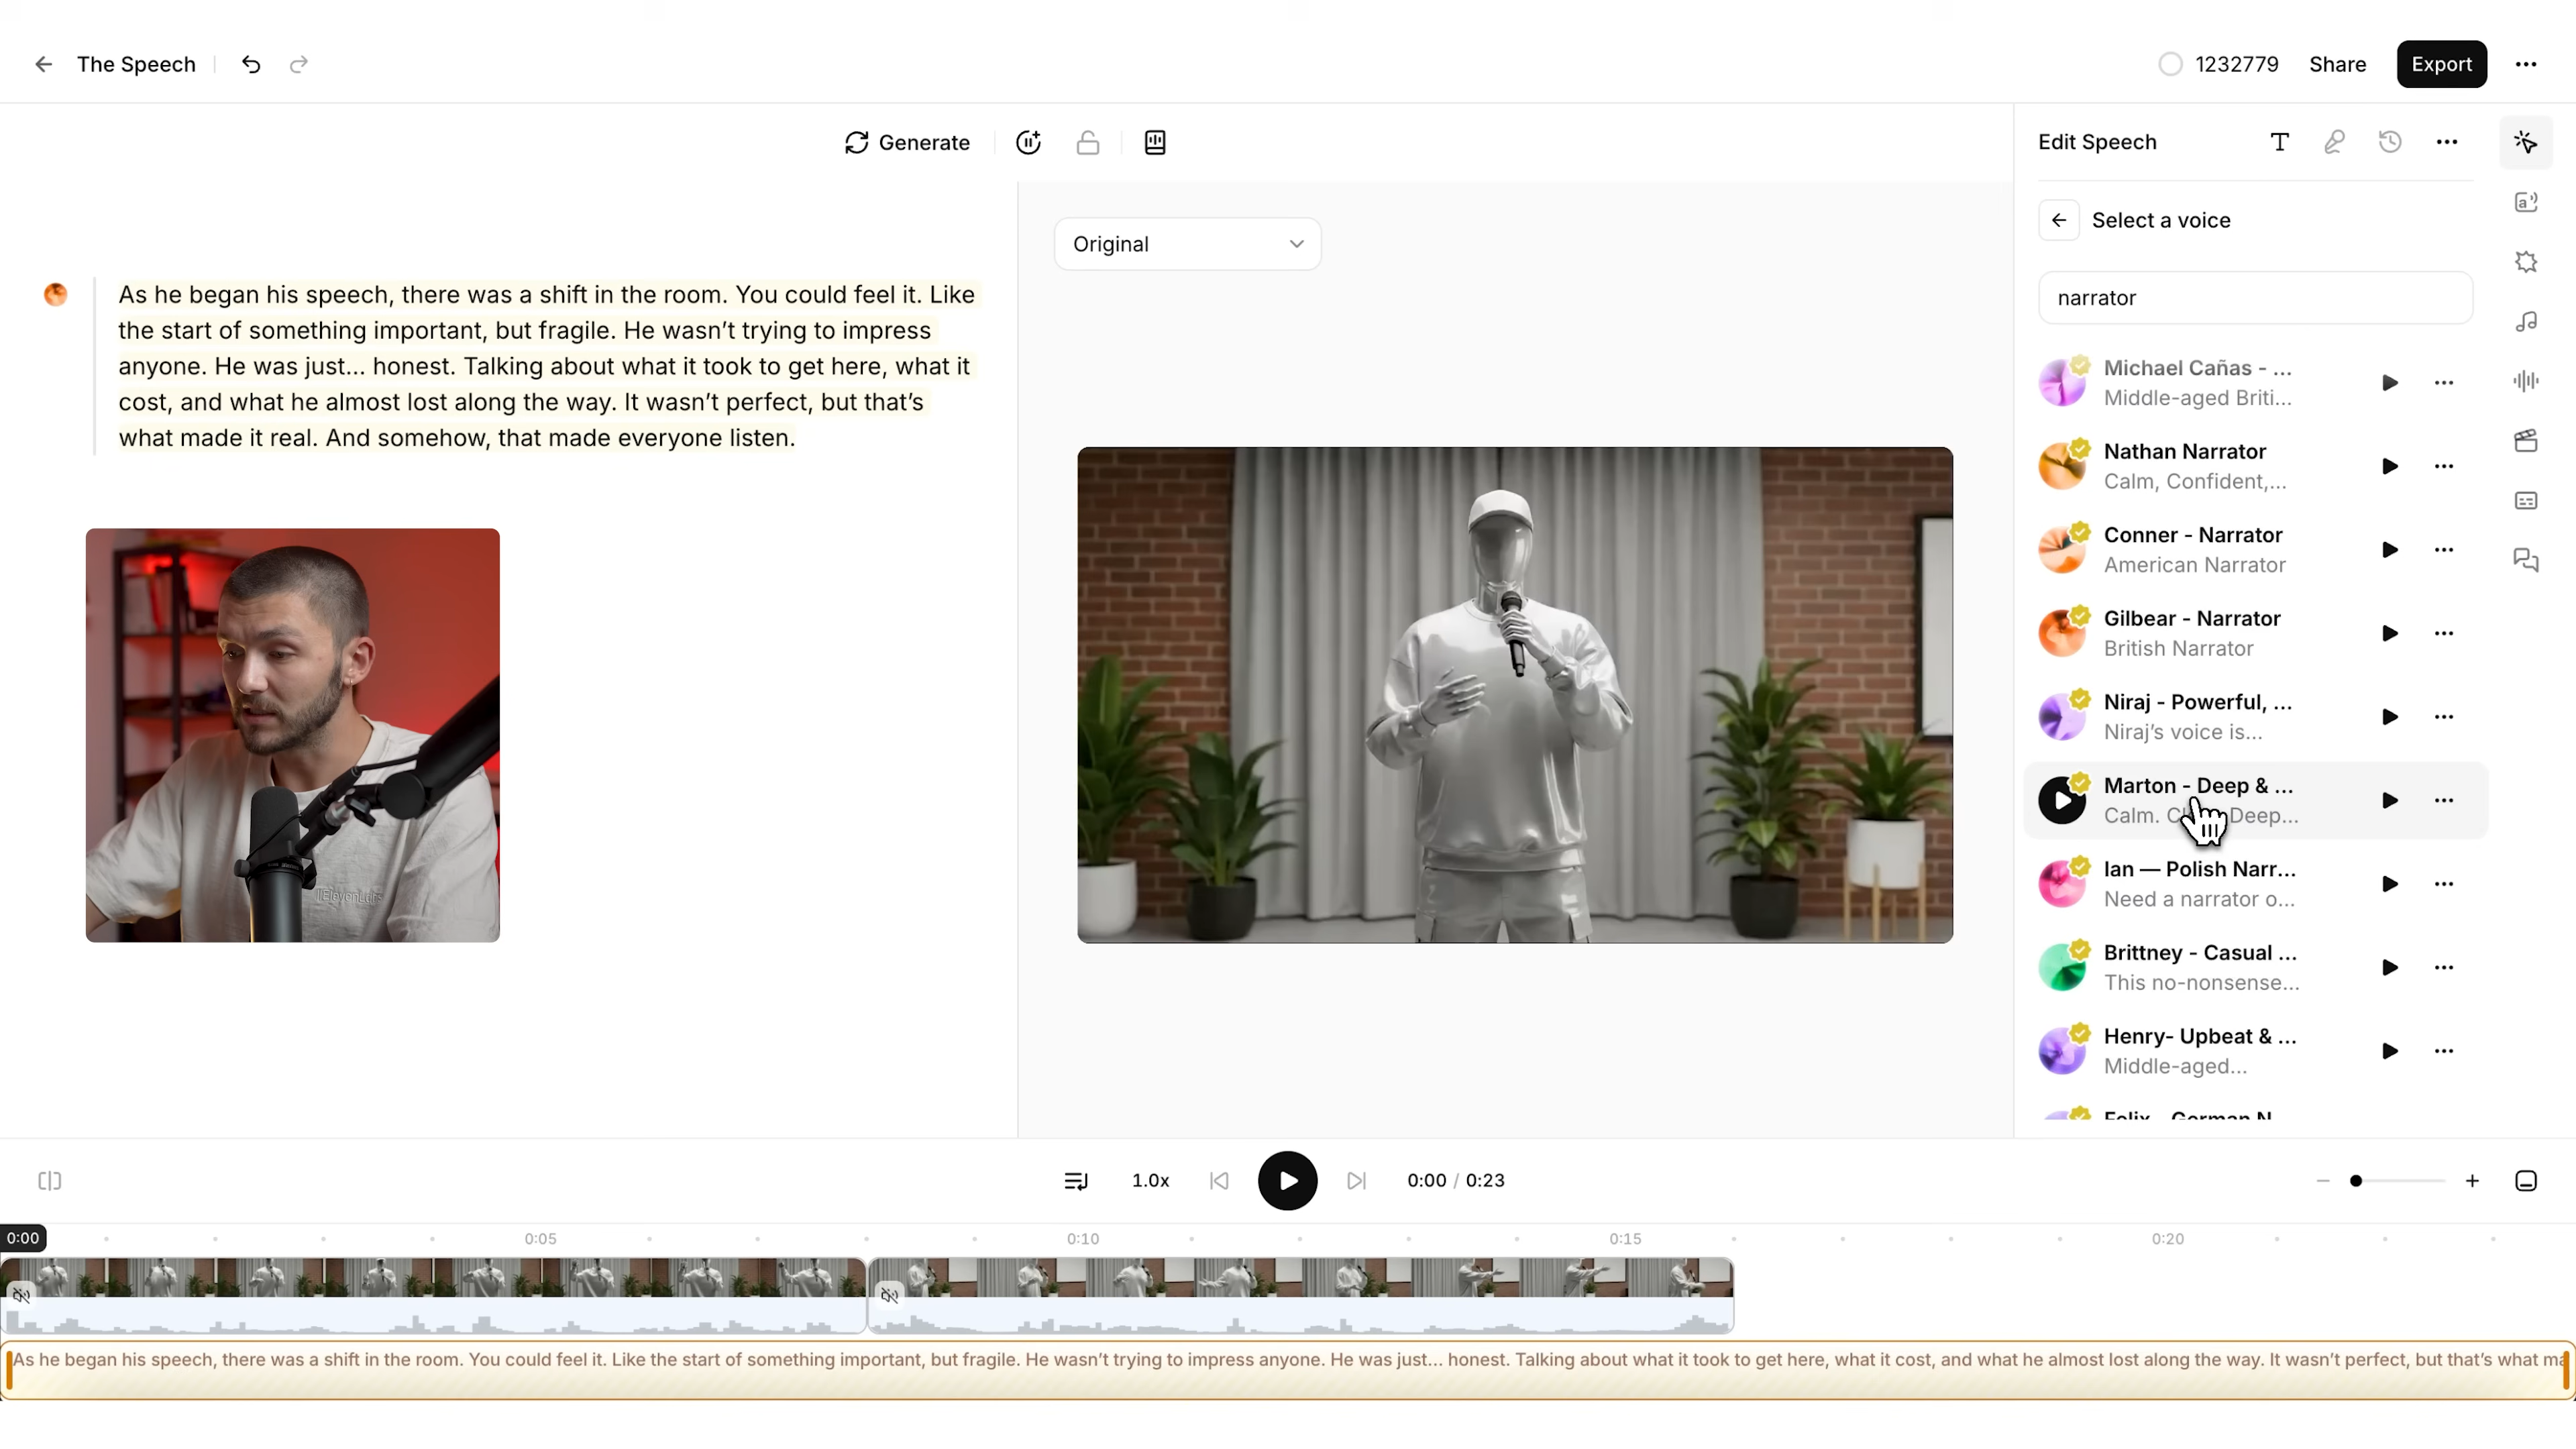 The Speech
1232779
Share
Export
Generate
Edit Speech
Original
Select a voice
narrator
As he began his speech, there was a shift in the room. You could feel it. Like
the start of something important, but fragile. He wasn’t trying to impress
anyone. He was just... honest. Talking about what it took to get here, what it
cost, and what he almost lost along the way. It wasn’t perfect, but that’s
what made it real. And somehow, that made everyone listen.
IIElevenLabs
Michael Cañas - ...
Middle-aged Briti...
Nathan Narrator
Calm, Confident,...
Conner - Narrator
American Narrator
Gilbear - Narrator
British Narrator
Niraj - Powerful, ...
Niraj’s voice is...
Marton - Deep & ...
Calm. Deep...
Ian — Polish Narr...
Need a narrator o...
Brittney - Casual ...
This no-nonsense...
Henry- Upbeat & ...
Middle-aged...
Felix - German N
1.0x
0:00 / 0:23
0:00
0:05
0:10
0:15
0:20
As he began his speech, there was a shift in the room. You could feel it. Like the start of something important, but fragile. He wasn’t trying to impress anyone. He was just... honest. Talking about what it took to get here, what it cost, and what he almost lost along the way. It wasn’t perfect, but that’s what ma